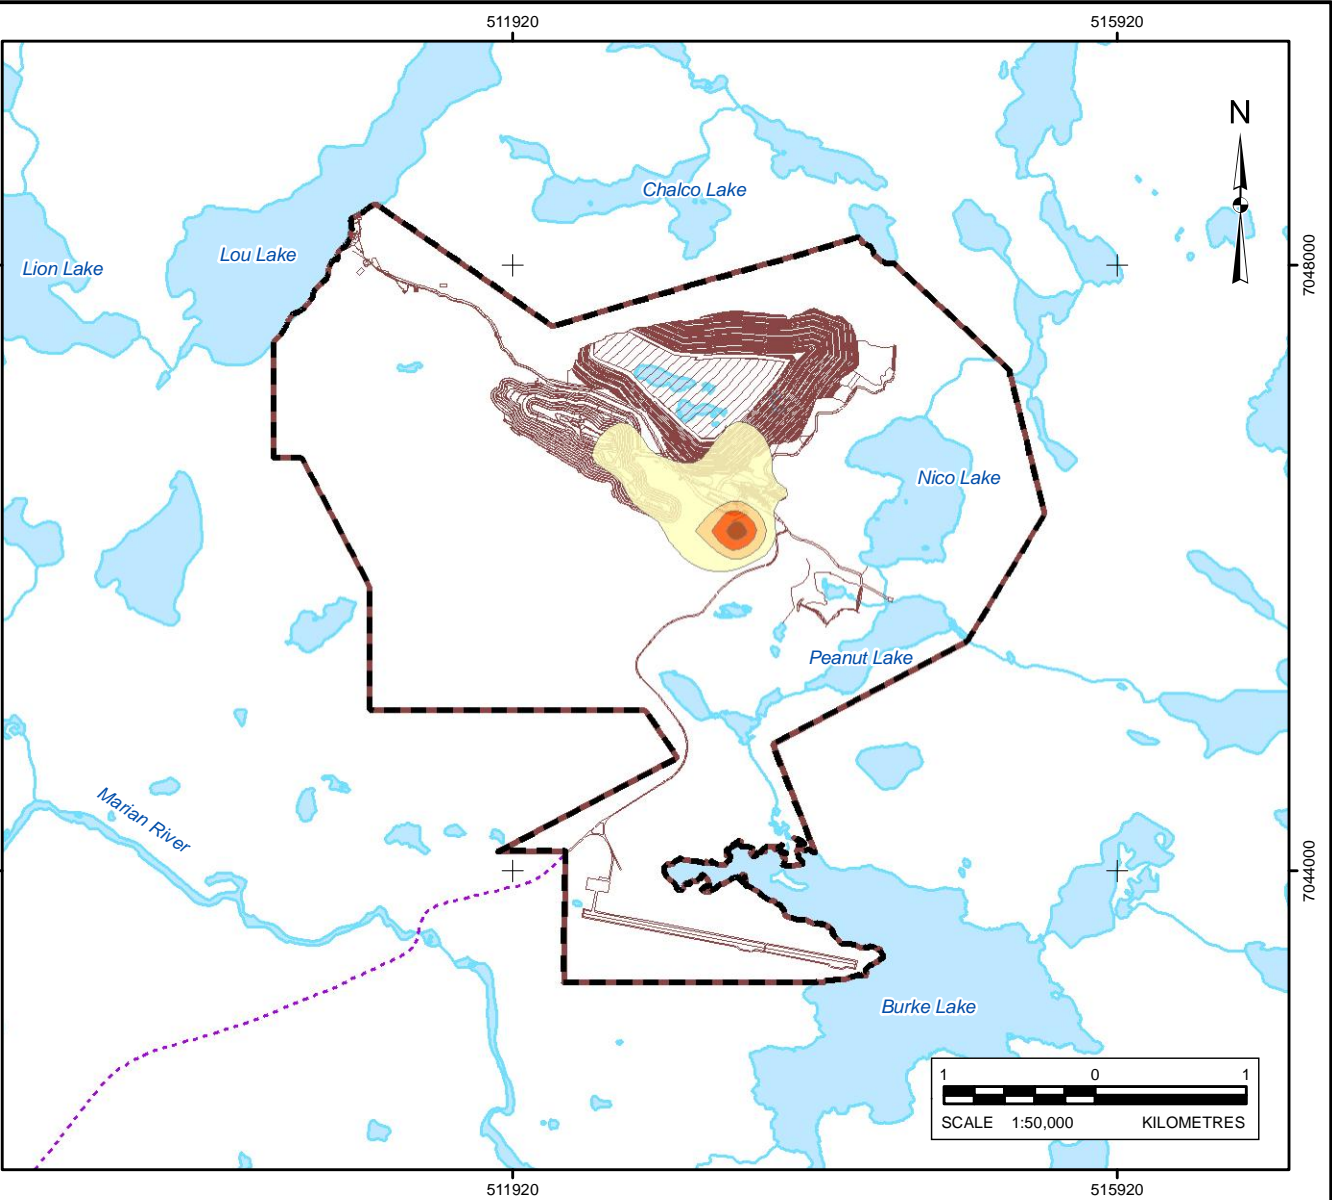 511920 515920
N
Chalco Lake
Lou Lake
Lion Lake
7048000
Nico Lake
Peanut Lake
Marian River
7044000
Burke Lake
1 0 1
SCALE 1:50,000 KILOMETRES
511920 515920